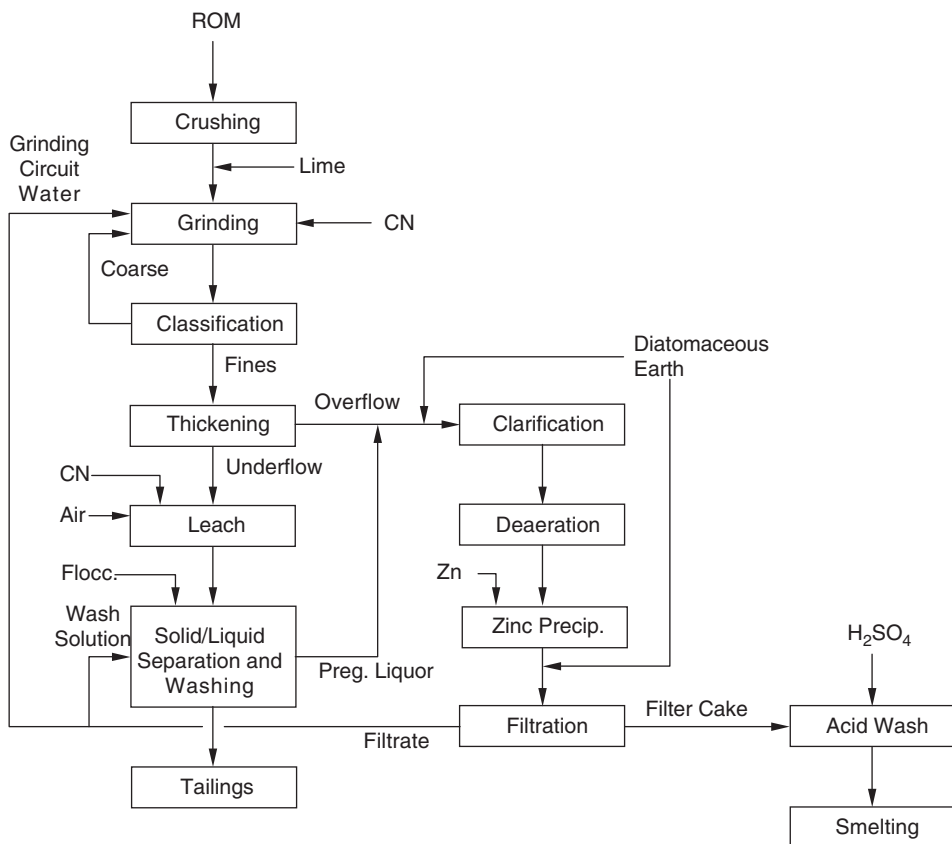 ROM
Crushing
Grinding
Circuit
Water
Lime
Grinding
CN
Coarse
Classification
Fines
Diatomaceous
Earth
Overflow
Thickening
Clarification
Underflow
CN
Air
Leach
Deaeration
Zn
Flocc.
Wash
Solution
Solid/Liquid
Separation and
Washing
Preg. Liquor
Zinc Precip.
H₂SO₄
Filtrate
Filtration
Filter Cake
Acid Wash
Tailings
Smelting